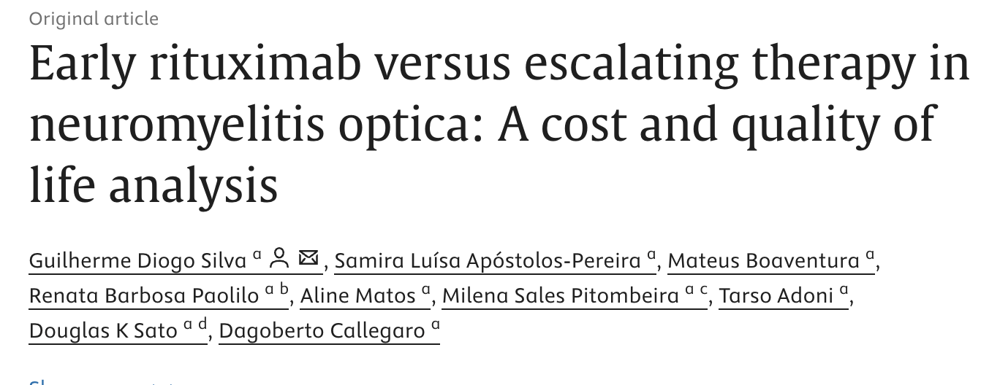 Original article
Early rituximab versus escalating therapy in
neuromyelitis optica: A cost and quality of
life analysis
Guilherme Diogo Silva a, Samira Luísa Apóstolos-Pereira a, Mateus Boaventura a,
Renata Barbosa Paolilo a b, Aline Matos a, Milena Sales Pitombeira a c, Tarso Adoni a,
Douglas K Sato a d, Dagoberto Callegaro a